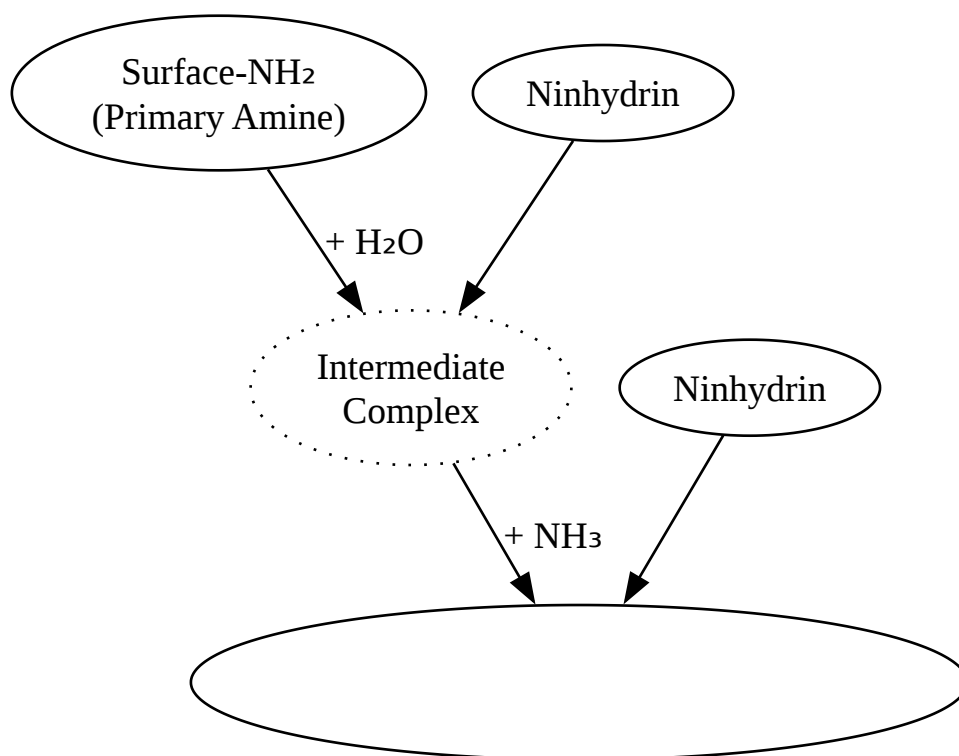 Surface-NH₂
(Primary Amine)
Ninhydrin
+ H₂O
Intermediate
Complex
Ninhydrin
+ NH₃